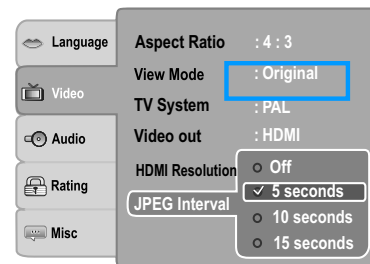 Language
Video
Audio
Rating
Misc
Aspect Ratio : 4 : 3
View Mode : Original
TV System : PAL
Video out : HDMI
HDMI Resolution
JPEG Interval
Off
5 seconds
10 seconds
15 seconds